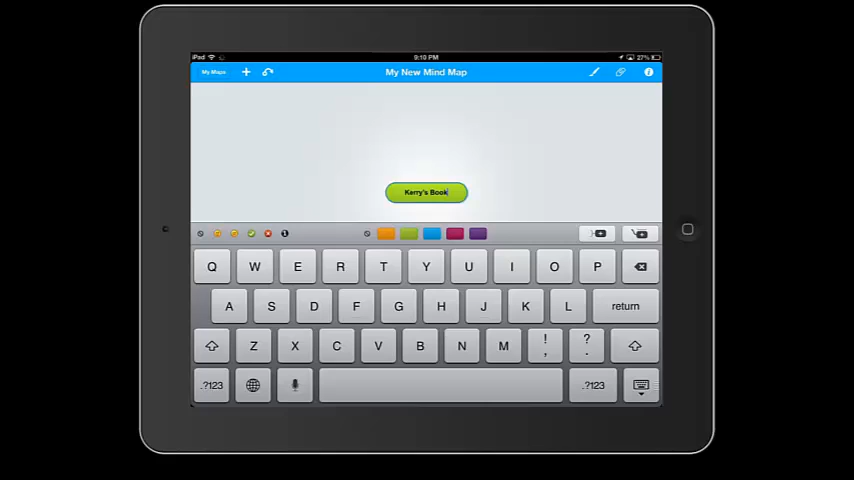 iPad 9:10 PM 27%
My Maps + My New Mind Map i
Kerry's Book
Q W E R T Y U I O P
A S D F G H J K L return
Z X C V B N M ! , ? .
.?123 .?123